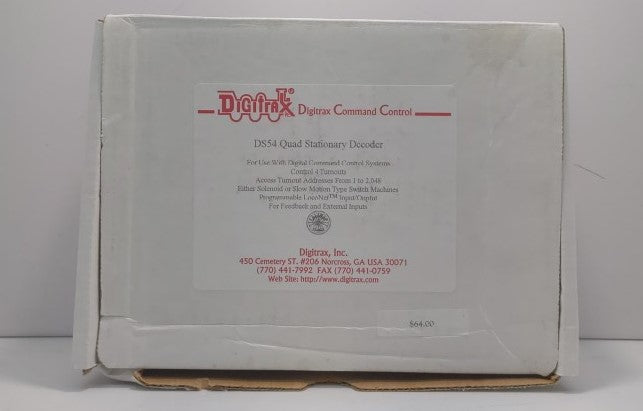 DIGITRAX® Digitrax Command Control
DS54 Quad Stationary Decoder
For Use With Digital Command Control Systems
Control 4 Turnouts
Access Turnout Addresses From 1 to 2,048
Either Solenoid or Slow Motion Type Switch Machines
Programmable LocoNet™ Input/Output
For Feedback and External Inputs
Digitrax, Inc.
450 Cemetery ST. #206 Norcross, GA USA 30071
(770) 441-7992 FAX (770) 441-0759
Web Site: http://www.digitrax.com
$64.00